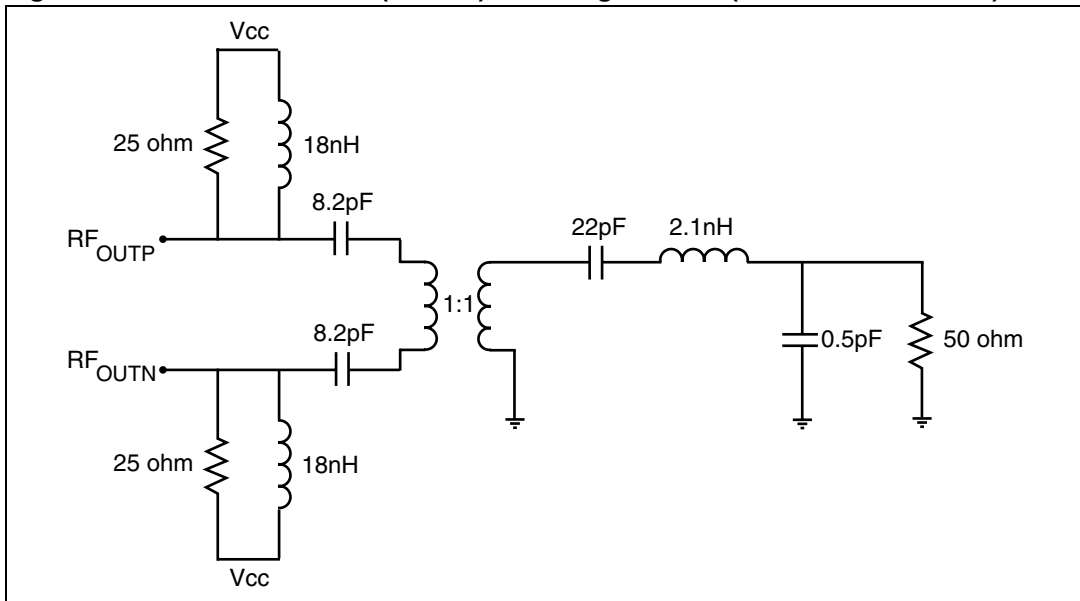 Vcc
25 ohm
18nH
8.2pF
RFOUTP
22pF
2.1nH
1:1
8.2pF
0.5pF
50 ohm
RFOUTN
25 ohm
18nH
Vcc